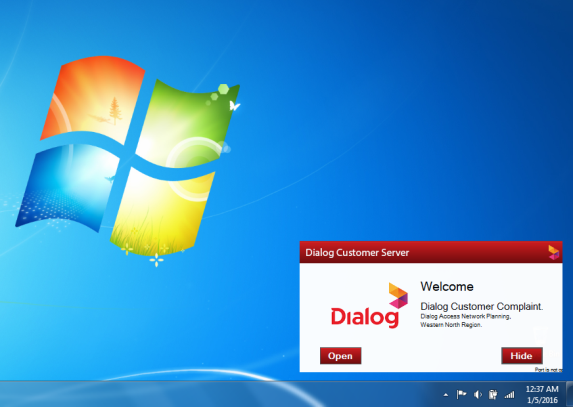 Dialog Customer Server
Welcome
Dialog
Dialog Customer Complaint.
Dialog Access Network Planning,
Western North Region.
Open
Hide
Port is not o
12:37 AM
1/5/2016